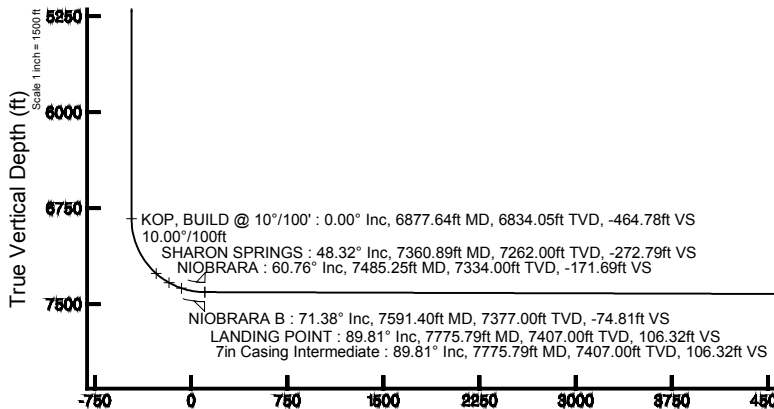 True Vertical Depth (ft)
Scale 1 inch = 1500 ft
5250
6000
6750
7500
KOP, BUILD @ 10°/100' : 0.00° Inc, 6877.64ft MD, 6834.05ft TVD, -464.78ft VS
10.00°/100ft
SHARON SPRINGS : 48.32° Inc, 7360.89ft MD, 7262.00ft TVD, -272.79ft VS
NIOBRARA : 60.76° Inc, 7485.25ft MD, 7334.00ft TVD, -171.69ft VS
NIOBRARA B : 71.38° Inc, 7591.40ft MD, 7377.00ft TVD, -74.81ft VS
LANDING POINT : 89.81° Inc, 7775.79ft MD, 7407.00ft TVD, 106.32ft VS
7in Casing Intermediate : 89.81° Inc, 7775.79ft MD, 7407.00ft TVD, 106.32ft VS
-750 0 750 1500 2250 3000 3750 450